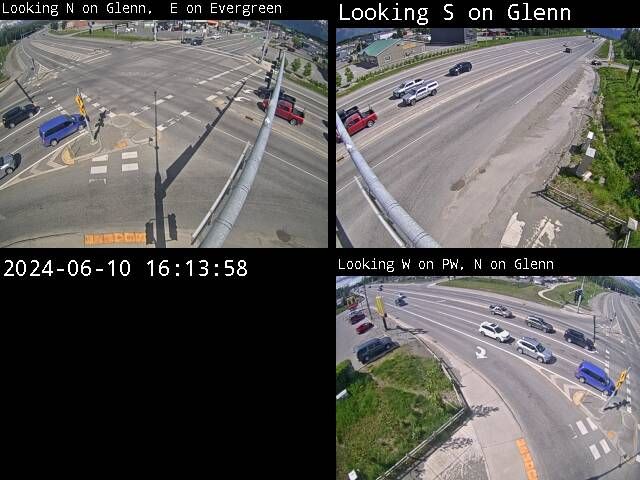 Looking N on Glenn,  E on Evergreen
Looking S on Glenn
2024-06-10 16:13:58
Looking W on PW, N on Glenn